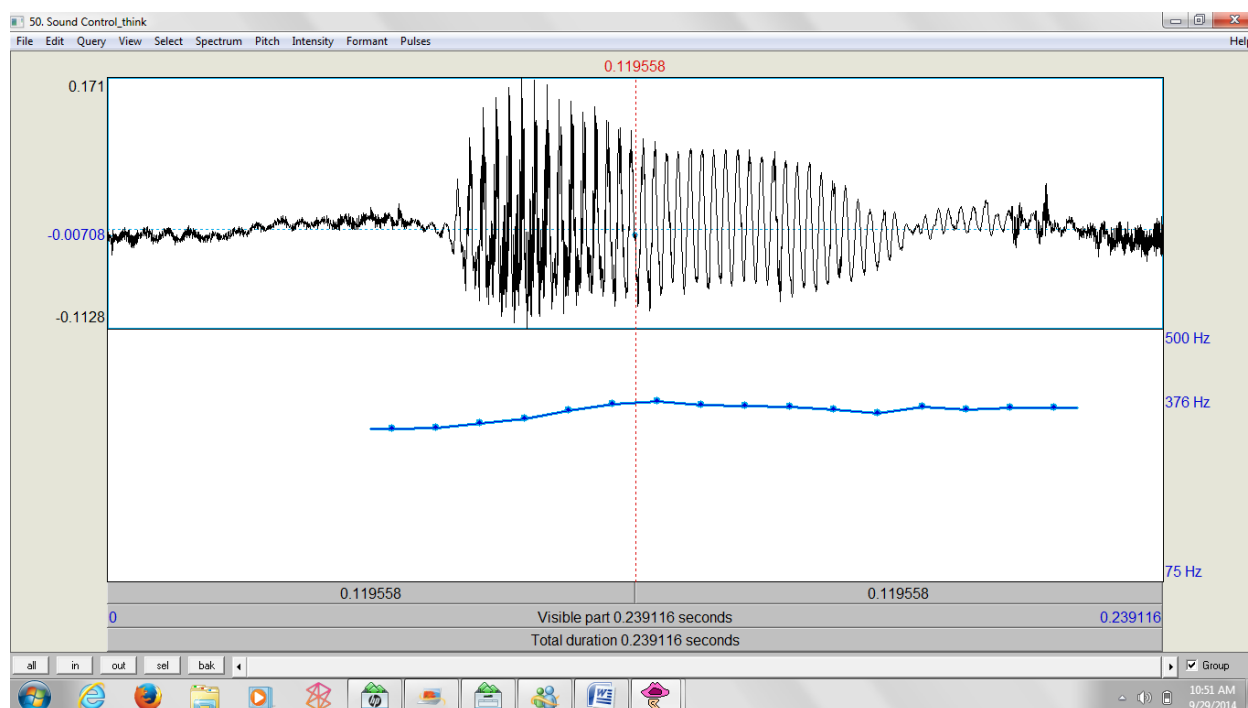 50. Sound Control_think
File Edit Query View Select Spectrum Pitch Intensity Formant Pulses Help
0.119558
0.171
-0.00708
-0.1128
500 Hz
376 Hz
75 Hz
0.119558 0.119558
0 Visible part 0.239116 seconds 0.239116
Total duration 0.239116 seconds
all in out sel bak Group
hp W
10:51 AM
9/29/2014